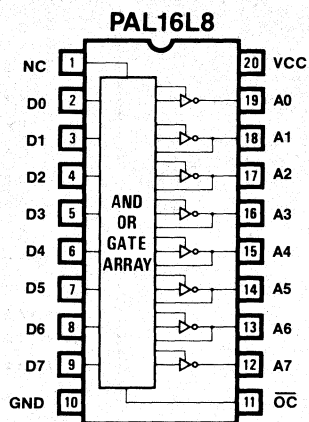 PAL16L8
NC 1 20 VCC
D0 2 19 A0
D1 3 18 A1
D2 4 17 A2
D3 5 16 A3
D4 6 15 A4
D5 7 14 A5
D6 8 13 A6
D7 9 12 A7
GND 10 11 O̅C̅
AND
OR
GATE
ARRAY